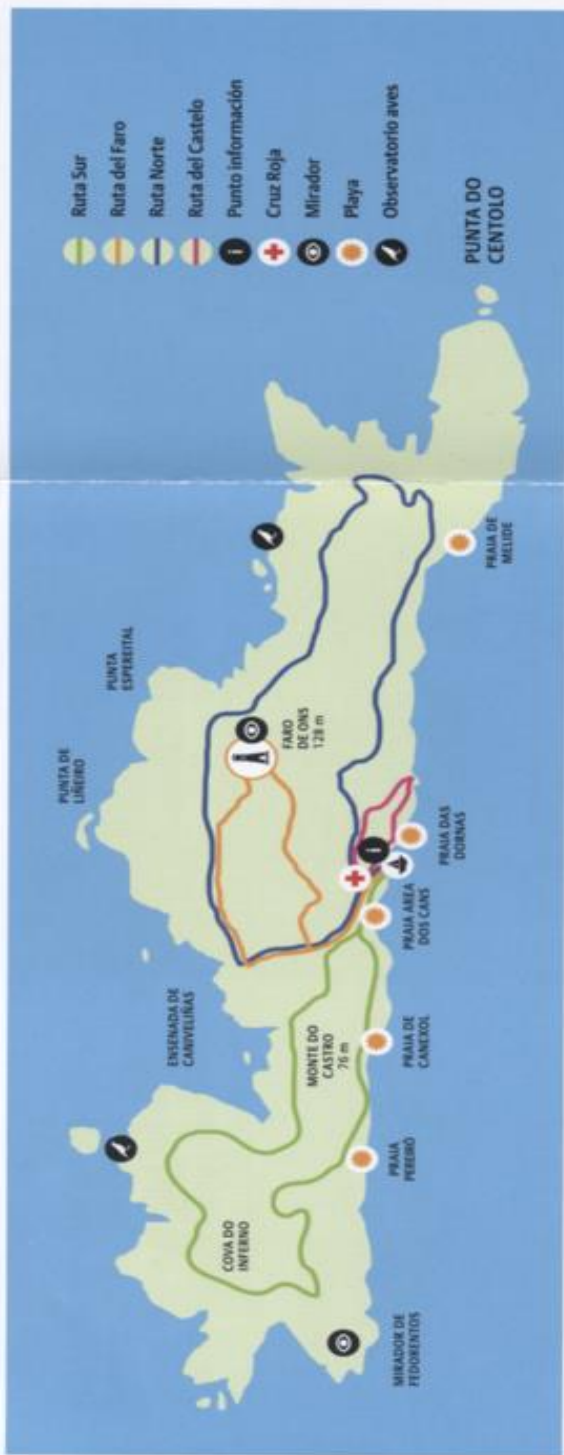 Ruta Sur
Ruta del Faro
Ruta Norte
Ruta del Castelo
Punto información
Cruz Roja
Mirador
Playa
Observatorio aves
PUNTA DO
CENTOLO
PUNTA DE
LIÑEIRO
PUNTA
ESPEREITAL
ENSENADA DE
CANIVELIÑAS
COVA DO
INFERNO
FARO
DE ONS
128 m
MONTE DO
CASTRO
76 m
MIRADOR DE
FEDORENTOS
PRAIA
PEREIRÓ
PRAIA DE
CANEXOL
PRAIA AREA
DOS CANS
PRAIA DAS
DORNAS
PRAIA DE
MELIDE